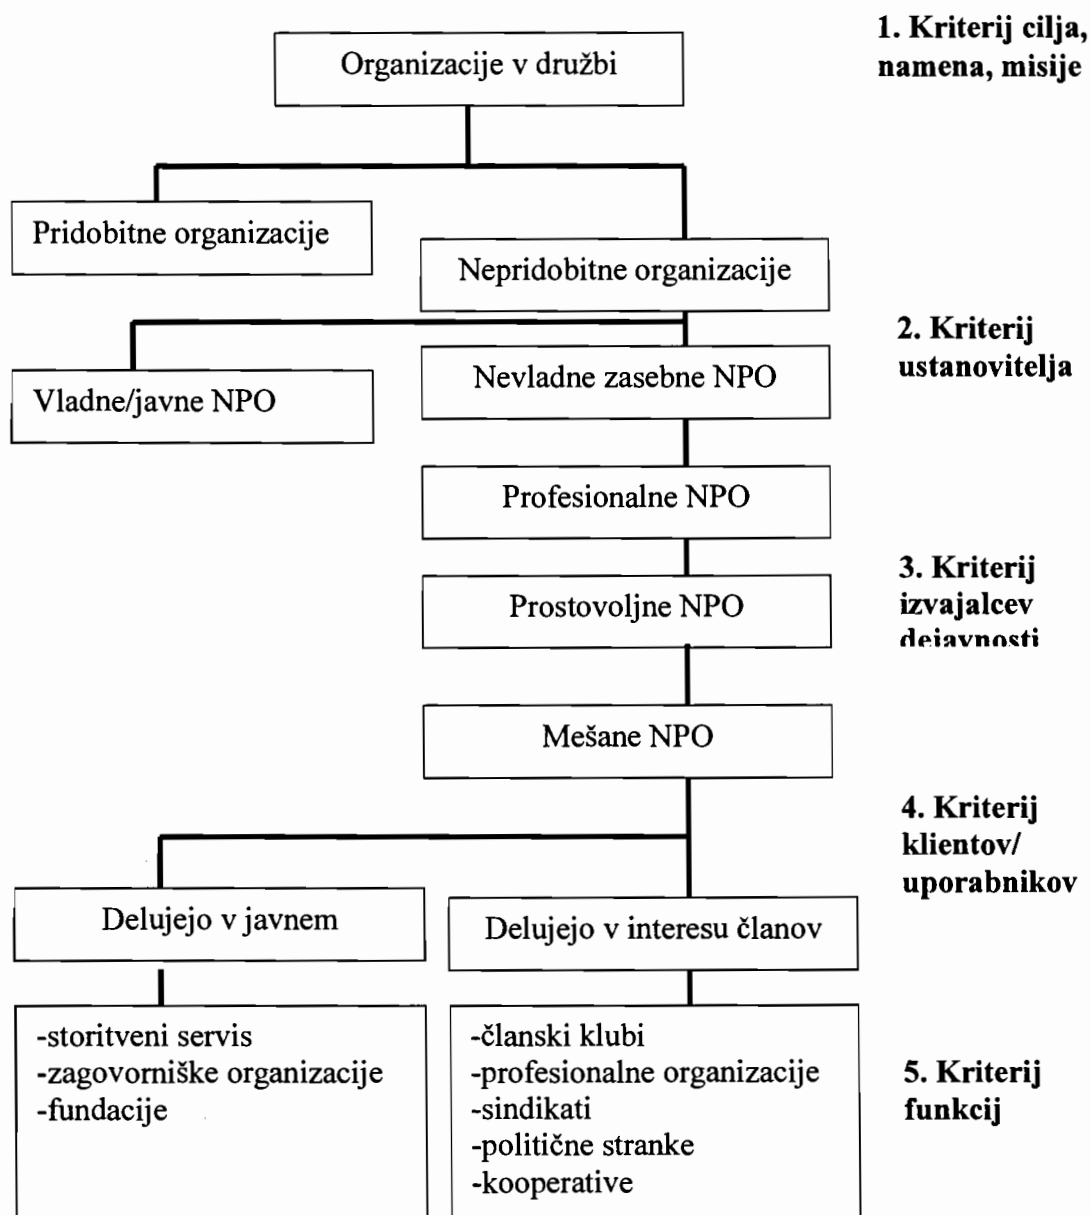 1. Kriterij cilja,
namena, misije
Organizacije v družbi
Pridobitne organizacije
Nepridobitne organizacije
2. Kriterij
ustanovitelja
Vladne/javne NPO
Nevladne zasebne NPO
Profesionalne NPO
3. Kriterij
izvajalcev
dejavnosti
Prostovoljne NPO
Mešane NPO
4. Kriterij
klientov/
uporabnikov
Delujejo v javnem
Delujejo v interesu članov
-storitveni servis
-zagovorniške organizacije
-fundacije
-članski klubi
-profesionalne organizacije
-sindikati
-politične stranke
-kooperative
5. Kriterij
funkcij